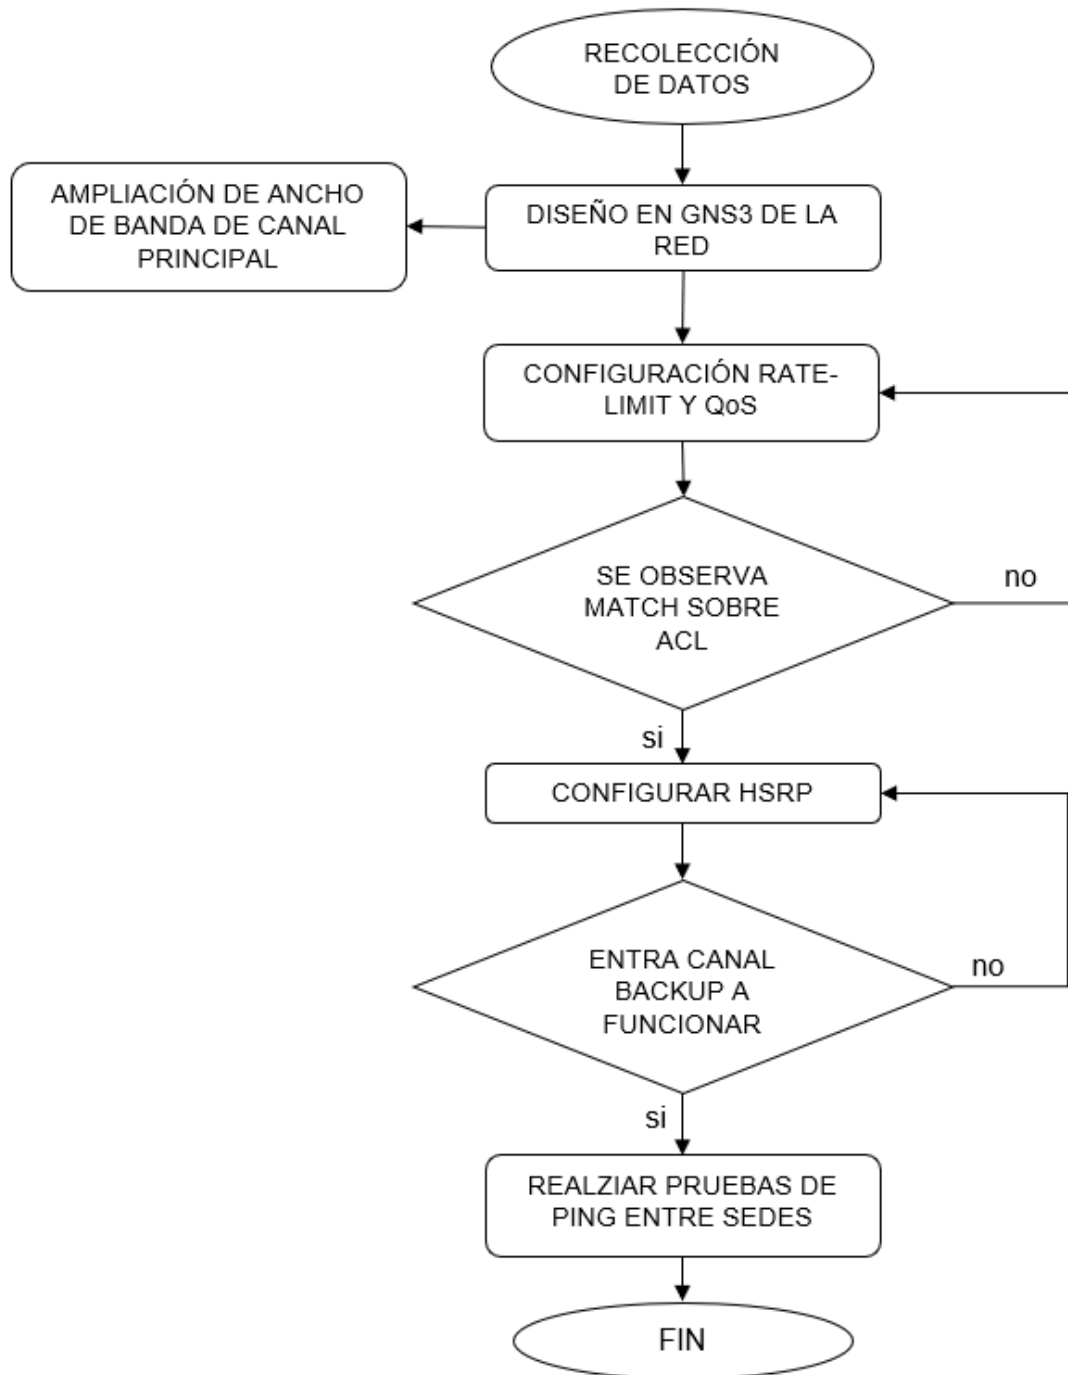 RECOLECCIÓN
DE DATOS
AMPLIACIÓN DE ANCHO
DE BANDA DE CANAL
PRINCIPAL
DISEÑO EN GNS3 DE LA
RED
CONFIGURACIÓN RATE-
LIMIT Y QoS
SE OBSERVA
MATCH SOBRE
ACL
no
si
CONFIGURAR HSRP
ENTRA CANAL
BACKUP A
FUNCIONAR
no
si
REALZIAR PRUEBAS DE
PING ENTRE SEDES
FIN